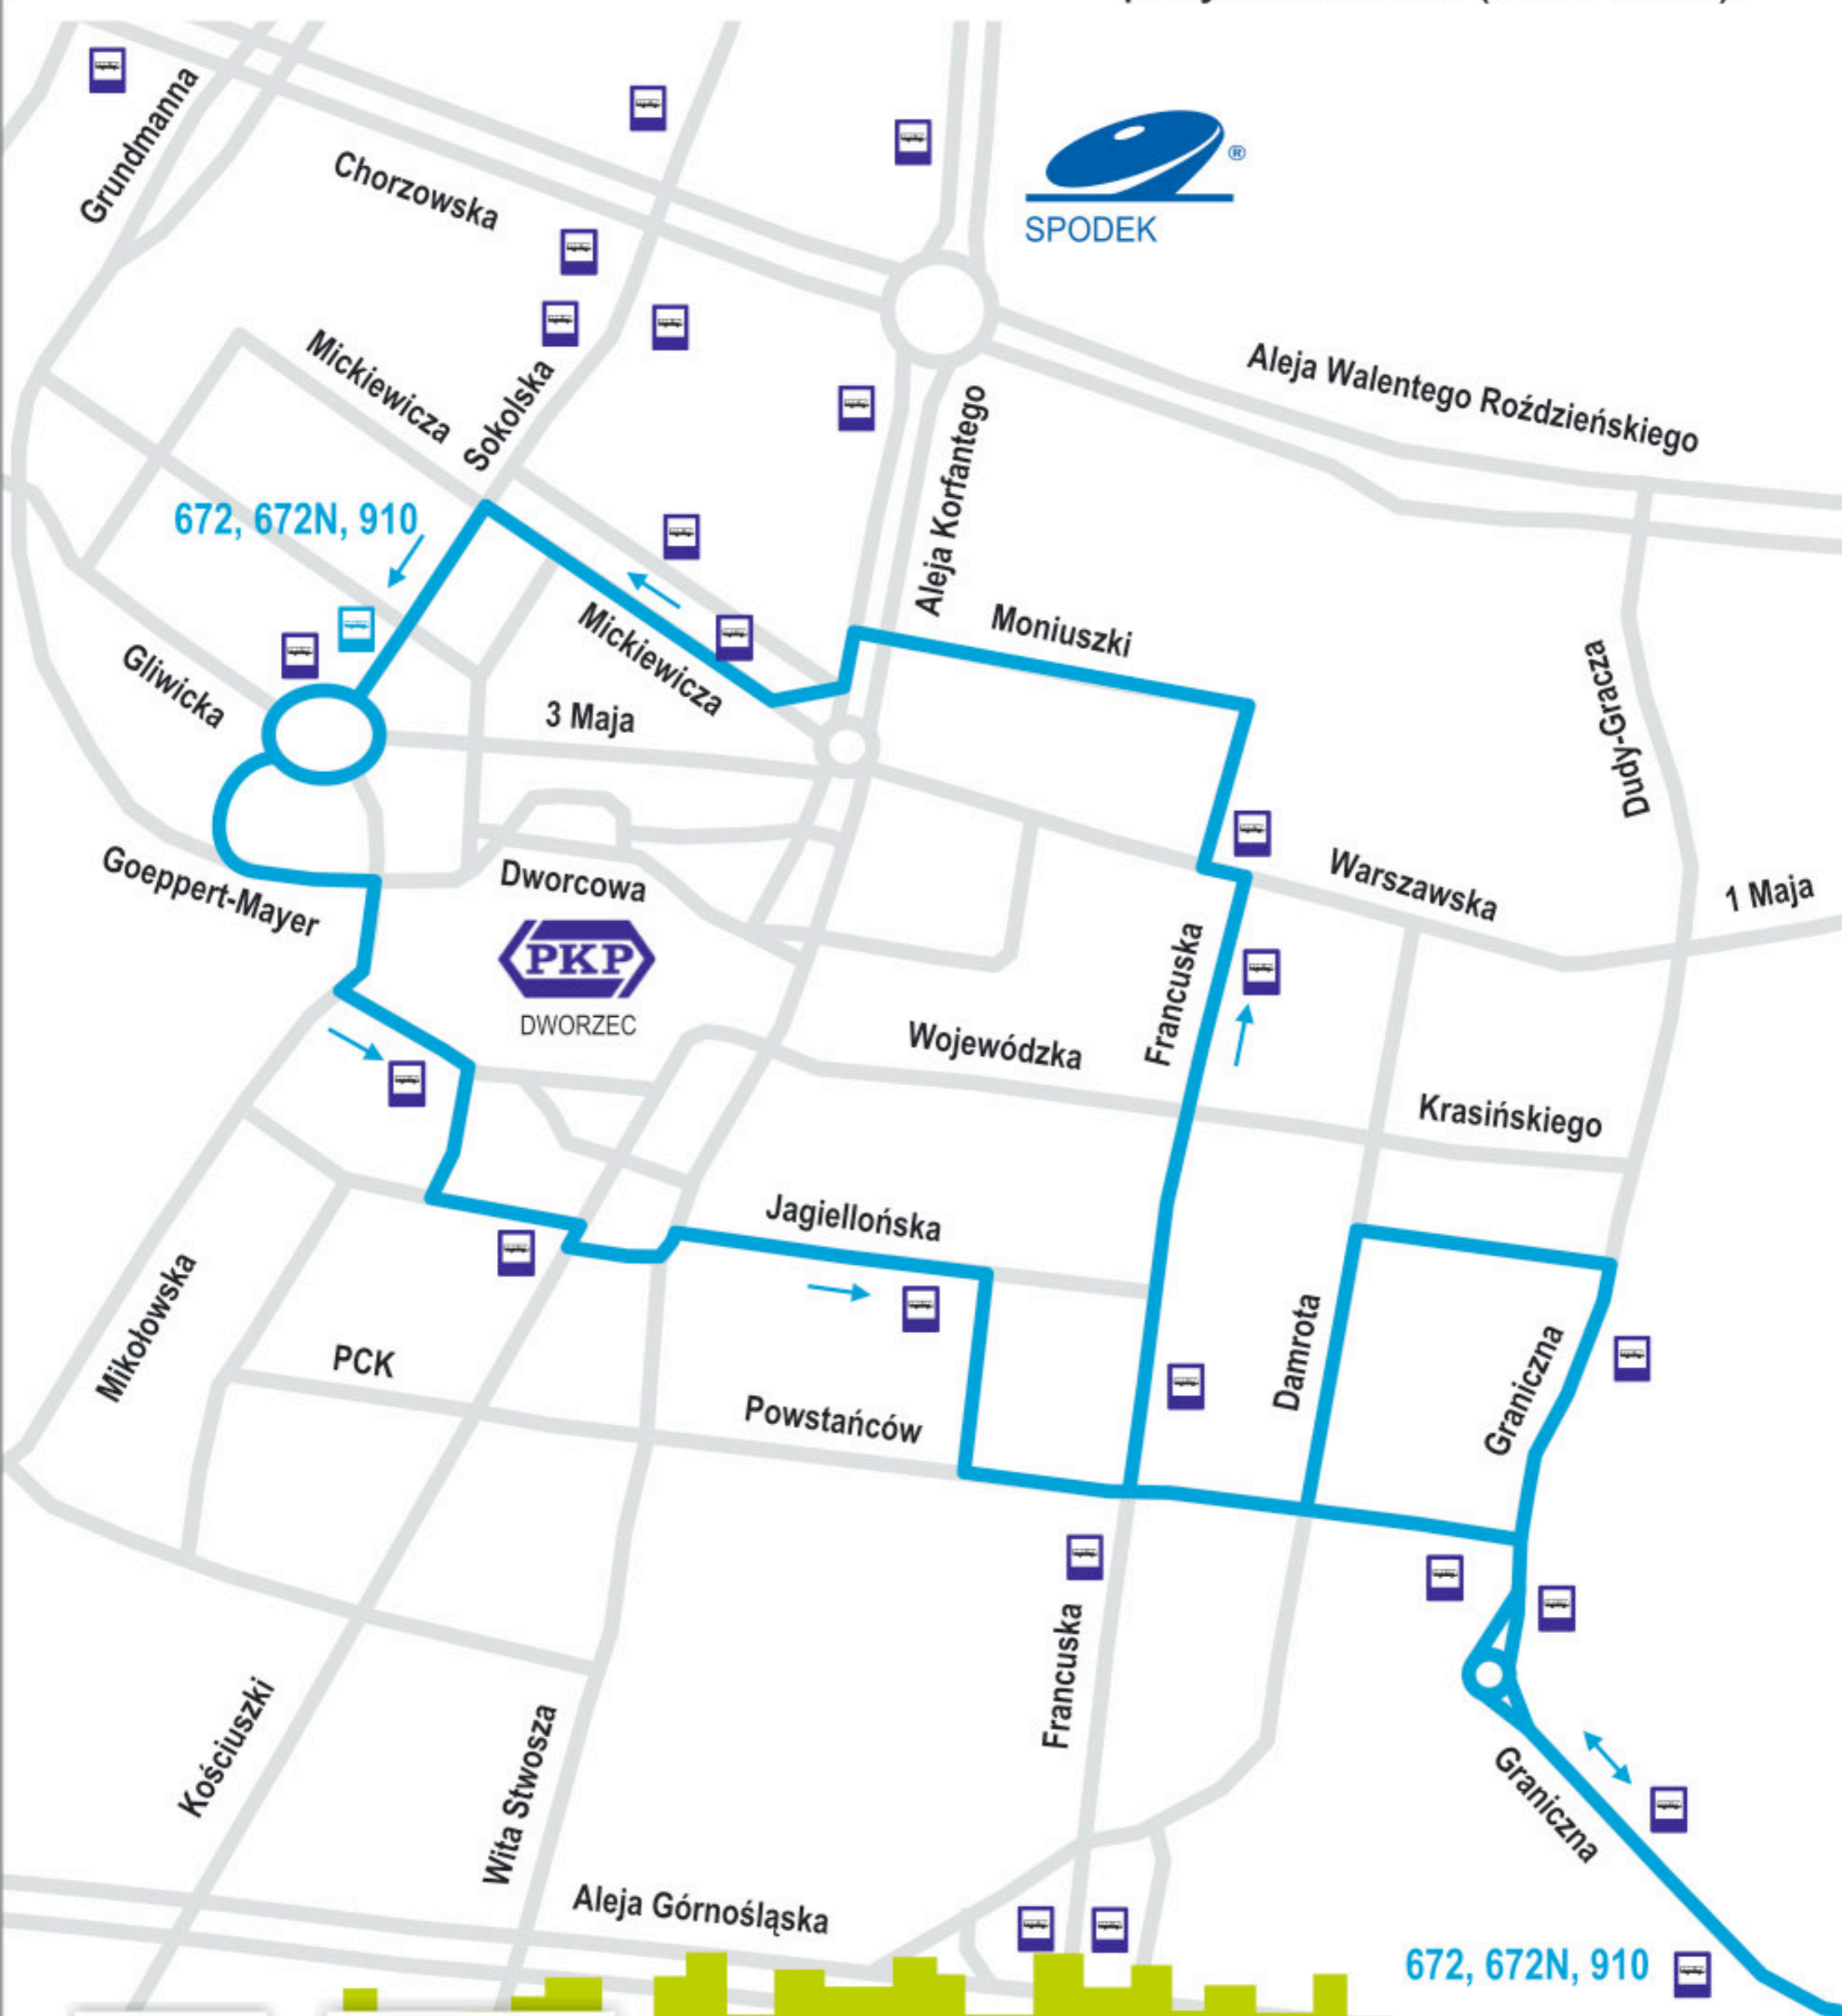 Grundmanna
Chorzowska
®
SPODEK
Mickiewicza
Sokolska
Aleja Walentego Roździeńskiego
Aleja Korfantego
672, 672N, 910
Mickiewicza
Moniuszki
Gliwicka
3 Maja
Dudy-Gracza
Goeppert-Mayer
Dworcowa
Warszawska
1 Maja
PKP
DWORZEC
Francuska
Wojewódzka
Krasińskiego
Jagiellońska
Mikołowska
PCK
Powstańców
Damrota
Graniczna
Francuska
Kościuszki
Wita Stwosza
Graniczna
Aleja Górnośląska
672, 672N, 910